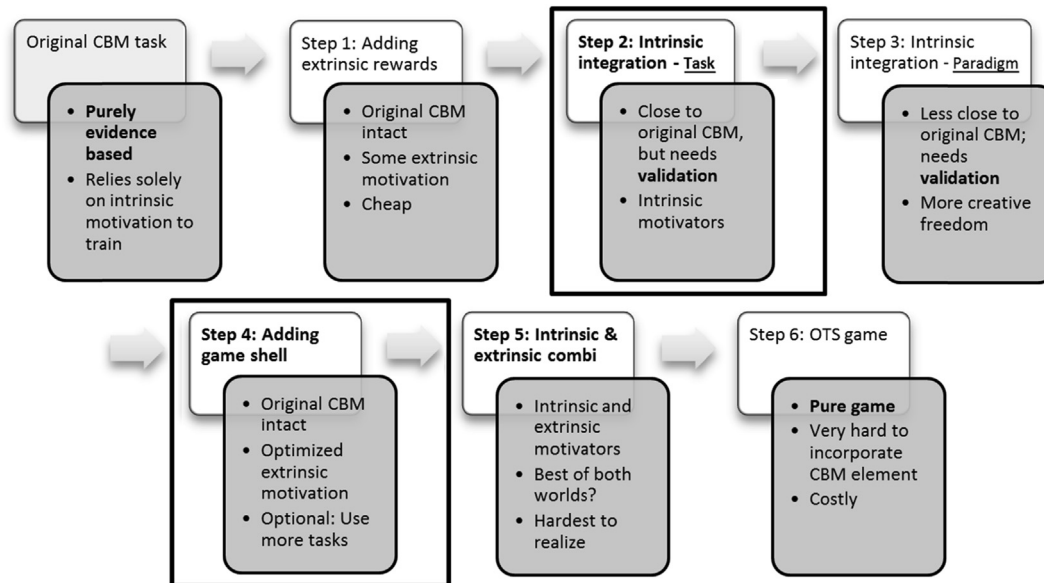 Original CBM task
• Purely
evidence
based
• Relies solely
on intrinsic
motivation to
train
Step 1: Adding
extrinsic rewards
• Original CBM
intact
• Some extrinsic
motivation
• Cheap
Step 2: Intrinsic
integration - Task
• Close to
original CBM,
but needs
validation
• Intrinsic
motivators
Step 3: Intrinsic
integration - Paradigm
• Less close to
original CBM;
needs
validation
• More creative
freedom
Step 4: Adding
game shell
• Original CBM
intact
• Optimized
extrinsic
motivation
• Optional: Use
more tasks
Step 5: Intrinsic &
extrinsic combi
• Intrinsic and
extrinsic
motivators
• Best of both
worlds?
• Hardest to
realize
Step 6: OTS game
• Pure game
• Very hard to
incorporate
CBM element
• Costly